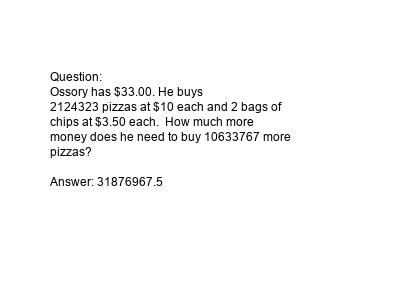 Question:
Ossory has $33.00. He buys
2124323 pizzas at $10 each and 2 bags of
chips at $3.50 each.  How much more
money does he need to buy 10633767 more
pizzas?

Answer: 31876967.5